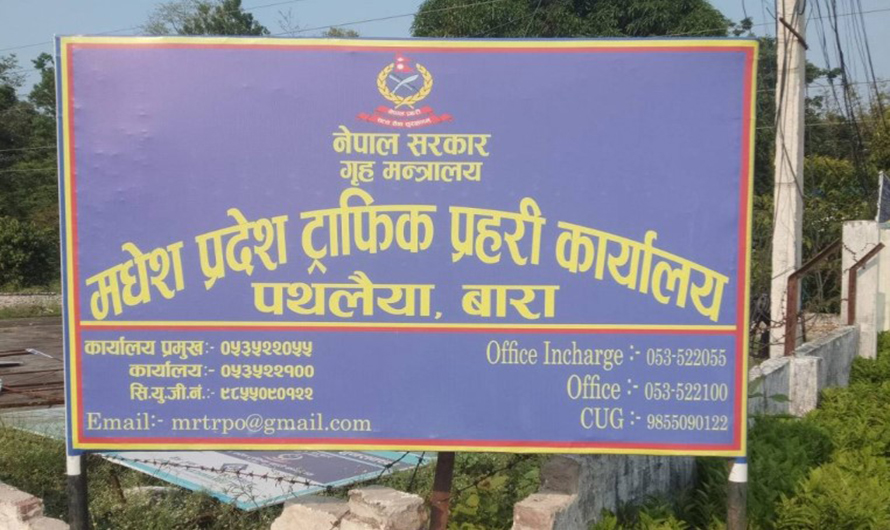 नेपाल सरकार
गृह मन्त्रालय
मधेश प्रदेश ट्राफिक प्रहरी कार्यालय
पथलैया, बारा
कार्यालय प्रमुख:- ०५३५२२०५५
कार्यालय:- ०५३५२२१००
सि.यु.जी.नं.:- ९८५५०९०१२२
Email:- mrtrpo@gmail.com
Office Incharge :- 053-522055
Office :- 053-522100
CUG :- 9855090122